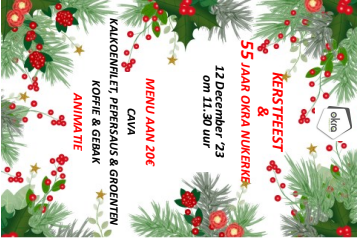 okra
KERSTFEEST
&
55 JAAR OKRA NUKERKE
12 December '23
om 11.30 uur
MENU AAN 20€
CAVA
KALKOENFILET, PEPERSAUS & GROENTEN
KOFFIE & GEBAK
ANIMATIE